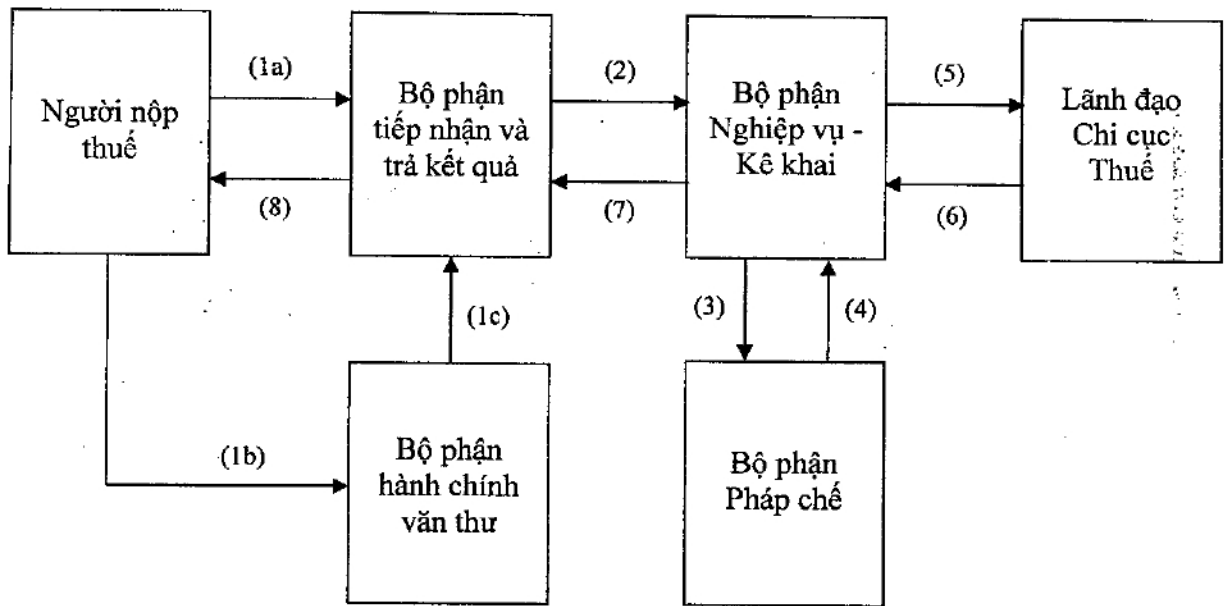 Người nộp
thuế
(1a)
(8)
Bộ phận
tiếp nhận và
trả kết quả
(2)
(7)
Bộ phận
Nghiệp vụ -
Kê khai
(5)
(6)
Lãnh đạo
Chi cục
Thuế
(1c)
(3)
(4)
(1b)
Bộ phận
hành chính
văn thư
Bộ phận
Pháp chế